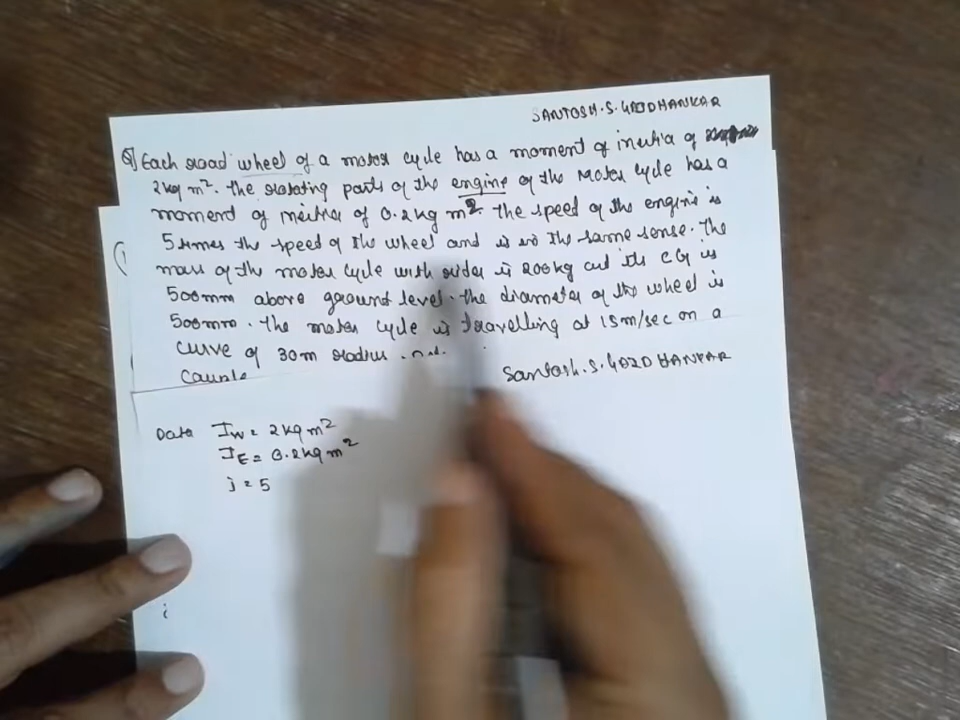 SANTOSH.S.GOZDHANKAR
Q] Each road wheel of a motor cycle has a moment of inertia of
2kg m². The rotating parts of the engine of the motor cycle has a
moment of inertia of 0.2kg m². The speed of the engine is
5 times the speed of the wheel and is in the same sense. The
mass of the motor cycle with rider is 200kg and its CG is
500mm above ground level. The diameter of the wheel is
500mm. The motor cycle is travelling at 15m/sec on a
curve of 30m radius.
Couple
Santosh.S.GOZDHANKAR
Data Iw = 2kg m²
IE = 0.2kg m²
i = 5
i